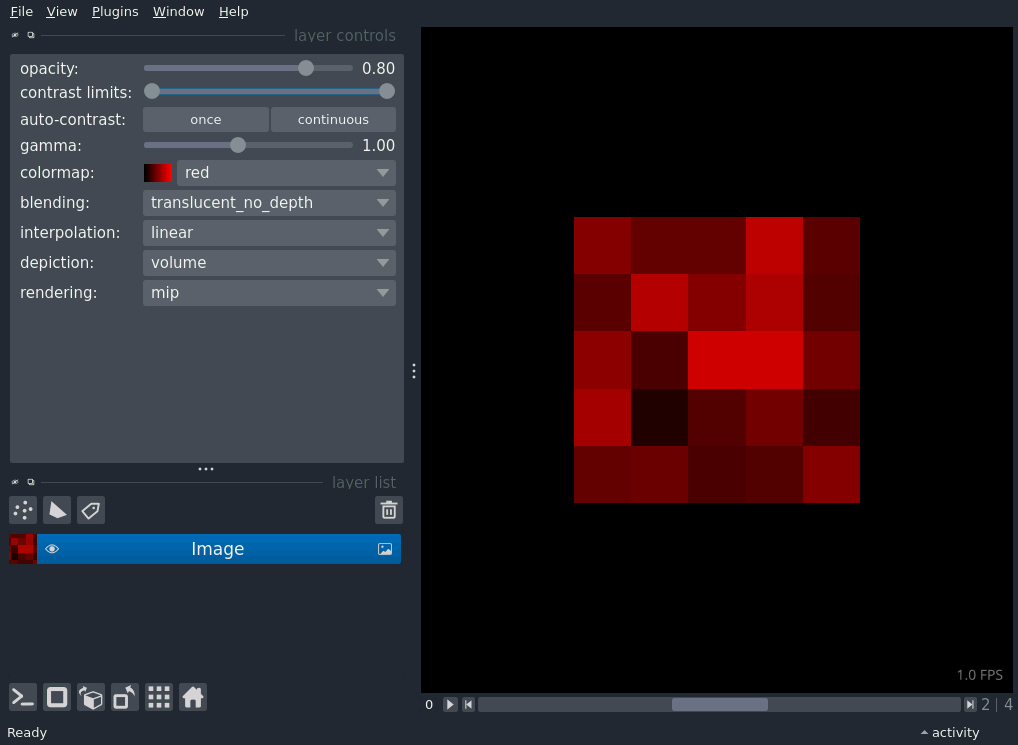 File View Plugins Window Help
layer controls
opacity: 0.80
contrast limits:
auto-contrast: once continuous
gamma: 1.00
colormap: red
blending: translucent_no_depth
interpolation: linear
depiction: volume
rendering: mip
layer list
Image
1.0 FPS
0 2 | 4
Ready activity